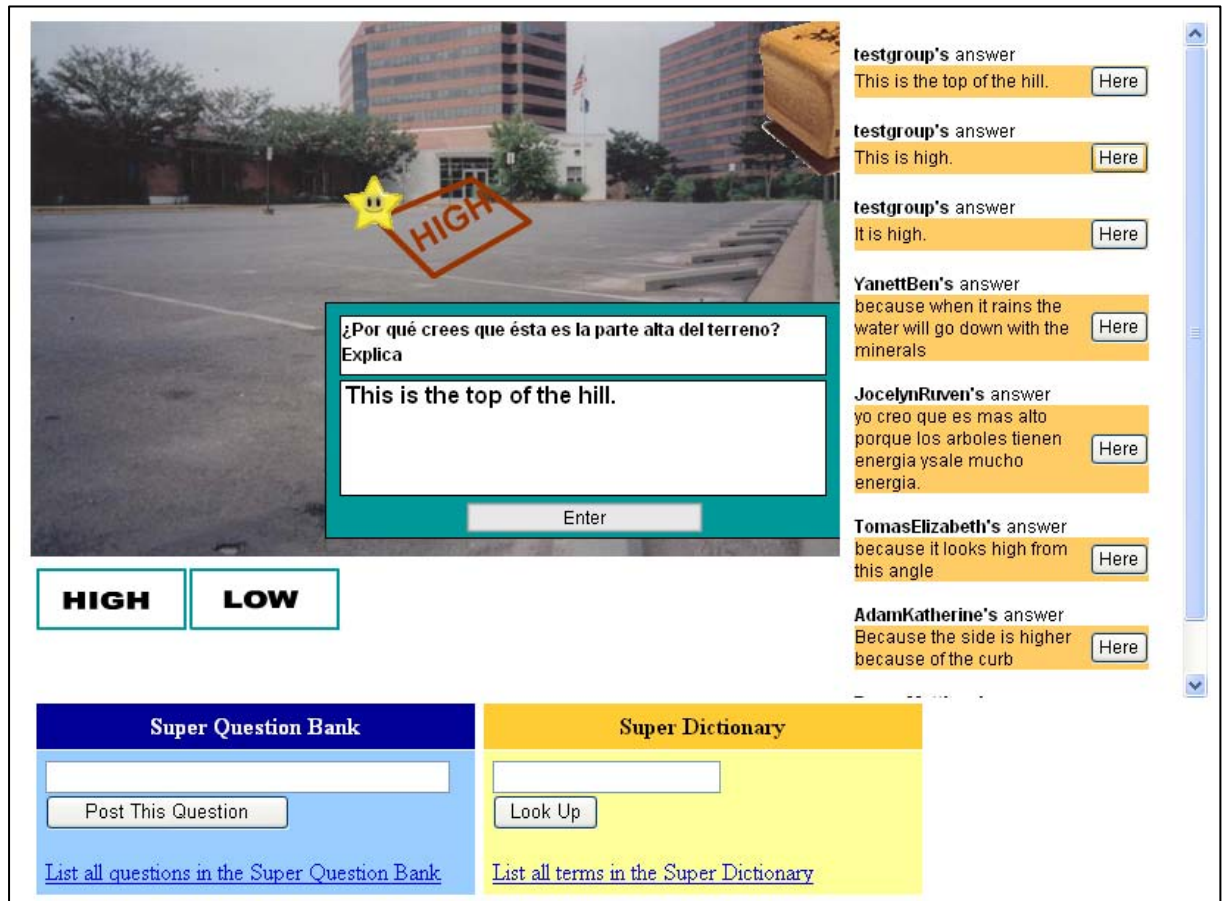 HIGH
¿Por qué crees que ésta es la parte alta del terreno?
Explica
This is the top of the hill.
Enter
HIGH
LOW
testgroup's answer
This is the top of the hill.
Here
testgroup's answer
This is high.
Here
testgroup's answer
It is high.
Here
YanettBen's answer
because when it rains the
water will go down with the
minerals
Here
JocelynRuven's answer
yo creo que es mas alto
porque los arboles tienen
energia ysale mucho
energia.
Here
TomasElizabeth's answer
because it looks high from
this angle
Here
AdamKatherine's answer
Because the side is higher
because of the curb
Here
Super Question Bank
Post This Question
List all questions in the Super Question Bank
Super Dictionary
Look Up
List all terms in the Super Dictionary